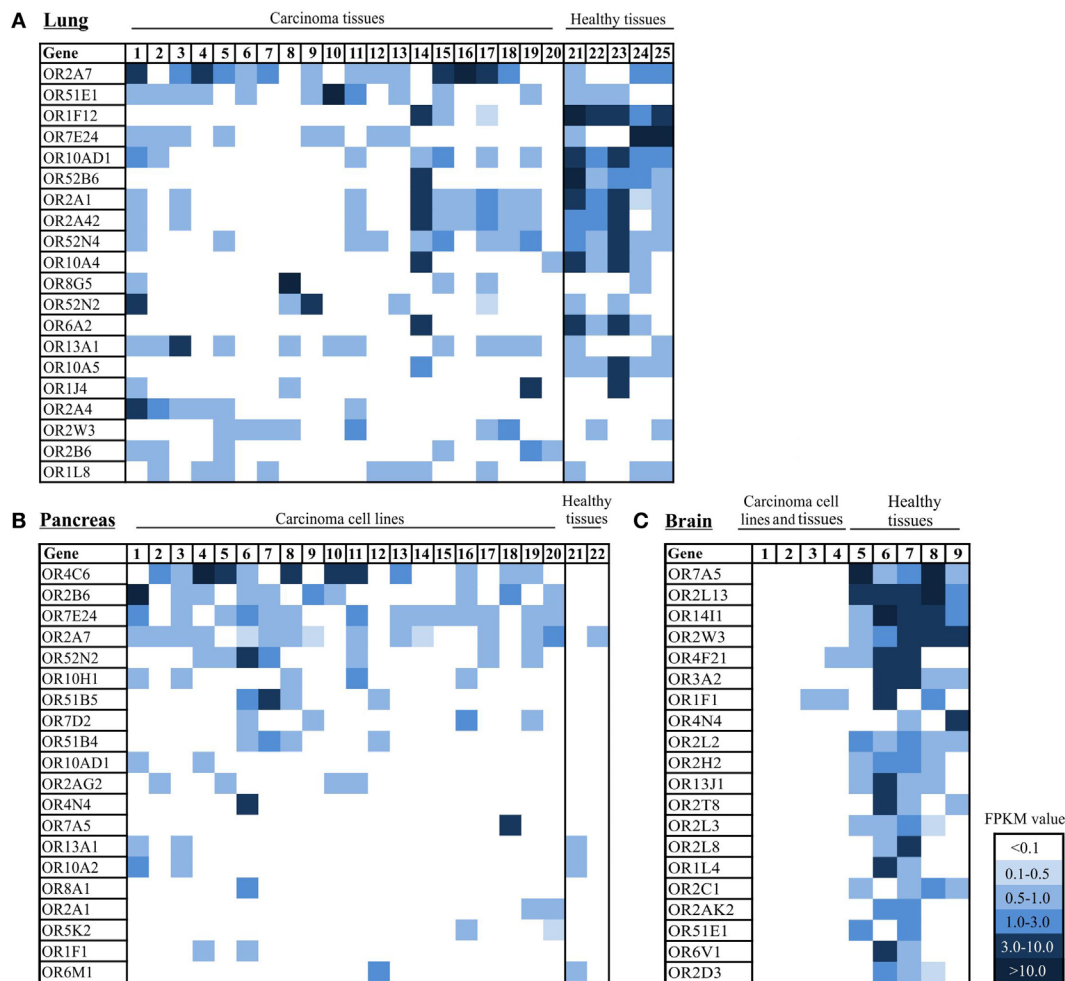 A Lung
Carcinoma tissues
Healthy tissues
Gene 1 2 3 4 5 6 7 8 9 10 11 12 13 14 15 16 17 18 19 20 21 22 23 24 25
OR2A7
OR51E1
OR1F12
OR7E24
OR10AD1
OR52B6
OR2A1
OR2A42
OR52N4
OR10A4
OR8G5
OR52N2
OR6A2
OR13A1
OR10A5
OR1J4
OR2A4
OR2W3
OR2B6
OR1L8
B Pancreas
Carcinoma cell lines
Healthy
tissues
Gene 1 2 3 4 5 6 7 8 9 10 11 12 13 14 15 16 17 18 19 20 21 22
OR4C6
OR2B6
OR7E24
OR2A7
OR52N2
OR10H1
OR51B5
OR7D2
OR51B4
OR10AD1
OR2AG2
OR4N4
OR7A5
OR13A1
OR10A2
OR8A1
OR2A1
OR5K2
OR1F1
OR6M1
C Brain
Carcinoma cell
lines and tissues
Healthy
tissues
Gene 1 2 3 4 5 6 7 8 9
OR7A5
OR2L13
OR14I1
OR2W3
OR4F21
OR3A2
OR1F1
OR4N4
OR2L2
OR2H2
OR13J1
OR2T8
OR2L3
OR2L8
OR1L4
OR2C1
OR2AK2
OR51E1
OR6V1
OR2D3
FPKM value
<0.1
0.1-0.5
0.5-1.0
1.0-3.0
3.0-10.0
>10.0